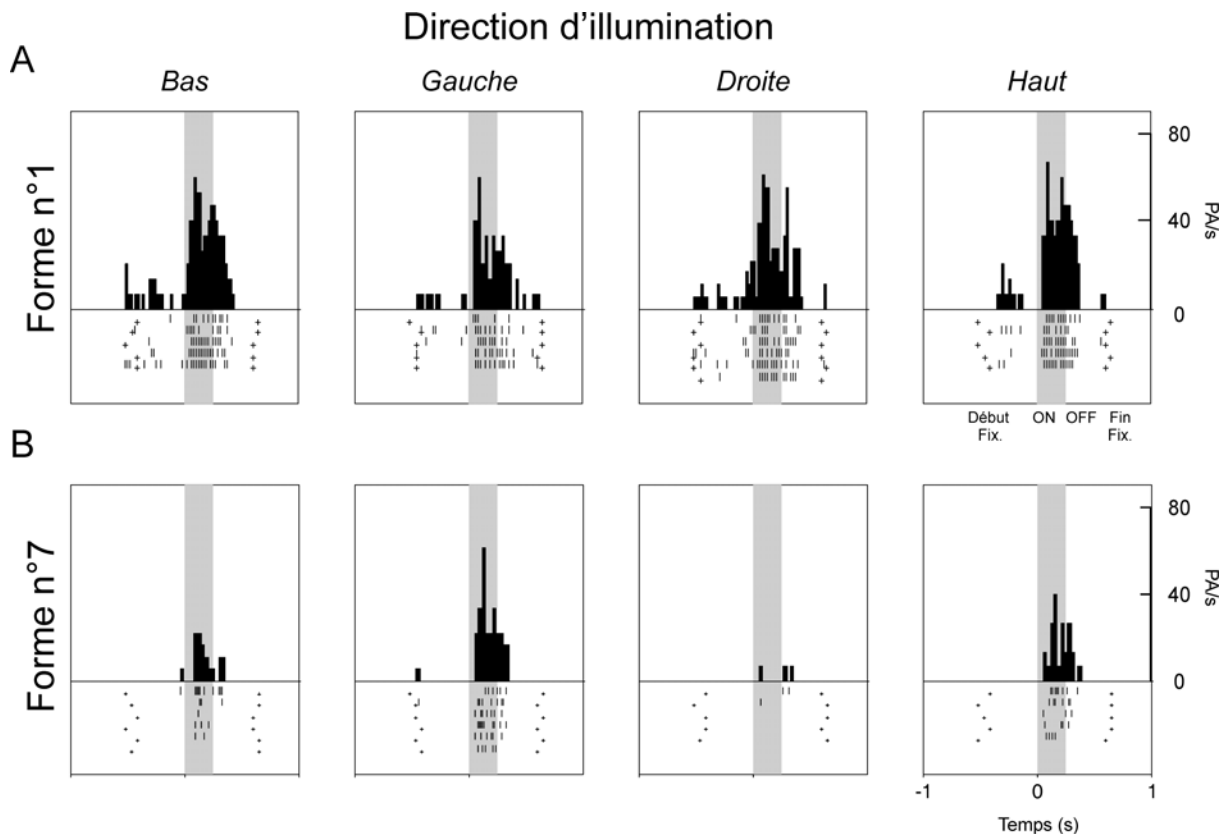 Direction d'illumination
A
Bas
Gauche
Droite
Haut
Forme n°1
80
40
0
PA/s
Début
Fix.
ON
OFF
Fin
Fix.
B
Forme n°7
80
40
0
PA/s
-1
0
1
Temps (s)